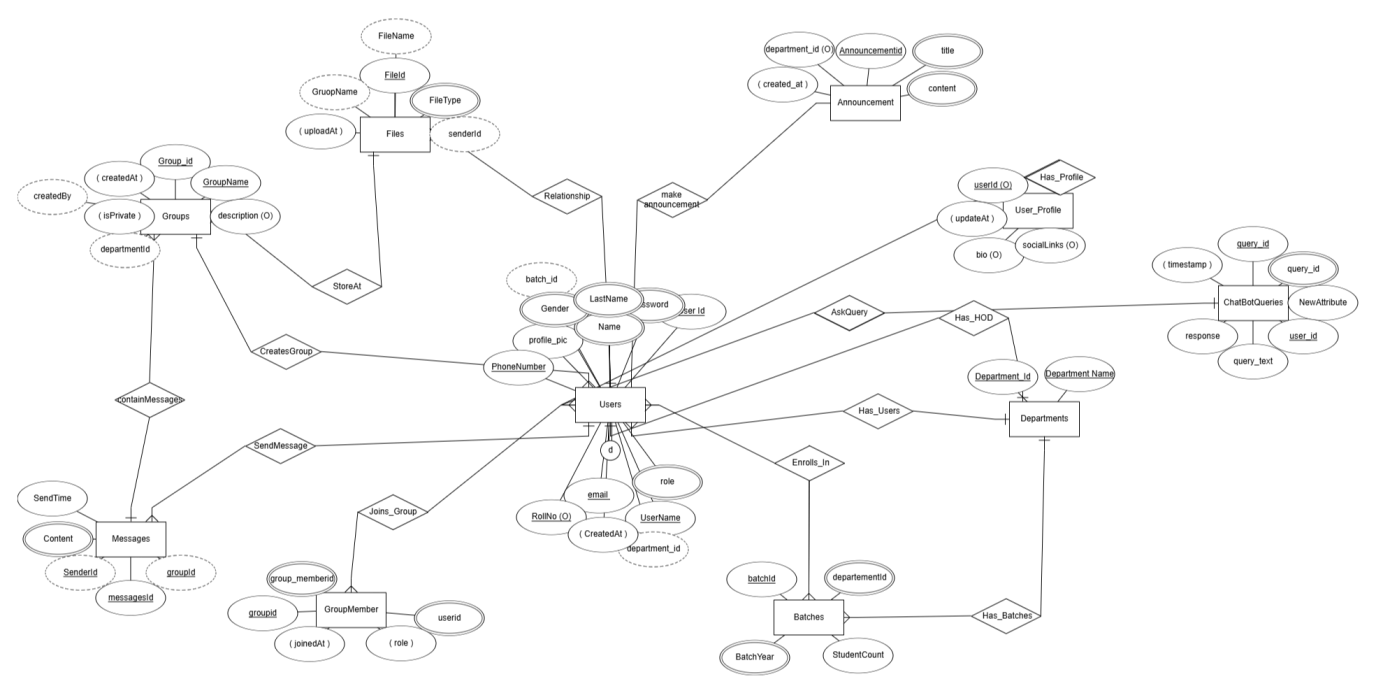 FileName
department_id (O)
AnnouncementId
title
FileId
( created_at )
content
GruopName
FileType
Announcement
( uploadAt )
Files
senderId
Group_id
( createdAt )
GroupName
Has_Profile
createdBy
userId (O)
Relationship
make
announcement
( isPrivate )
Groups
description (O)
User_Profile
( updateAt )
departmentId
socialLinks (O)
query_id
bio (O)
( timestamp )
query_id
batch_id
StoreAt
LastName
ssword
ser Id
Gender
ChatBotQueries
NewAttribute
AskQuery
Has_HOD
Name
profile_pic
response
user_id
CreatesGroup
query_text
PhoneNumber
Department_Id
Department Name
containMessages
Users
Has_Users
Departments
SendMessage
d
Enrolls_In
role
SendTime
email
Joins_Group
RollNo (O)
UserName
( CreatedAt )
Content
Messages
department_id
SenderId
groupId
group_memberid
batchId
departementId
messagesId
groupid
GroupMember
userid
Batches
Has_Batches
( joinedAt )
( role )
BatchYear
StudentCount